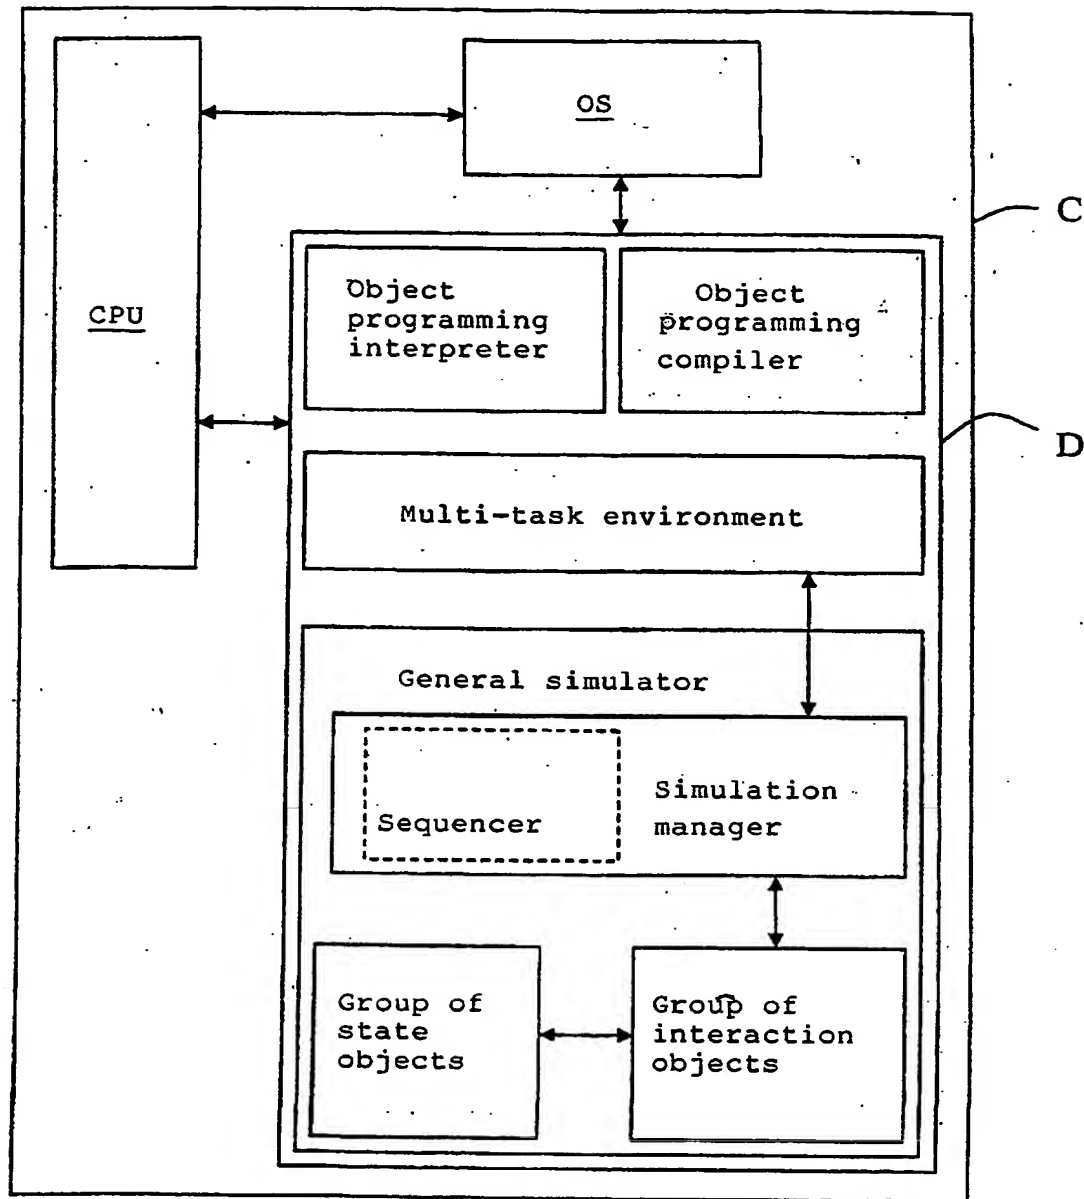 OS
C
CPU
Object
programming
interpreter
Object
programming
compiler
D
Multi-task environment
General simulator
Sequencer
Simulation
manager
Group of
state
objects
Group of
interaction
objects